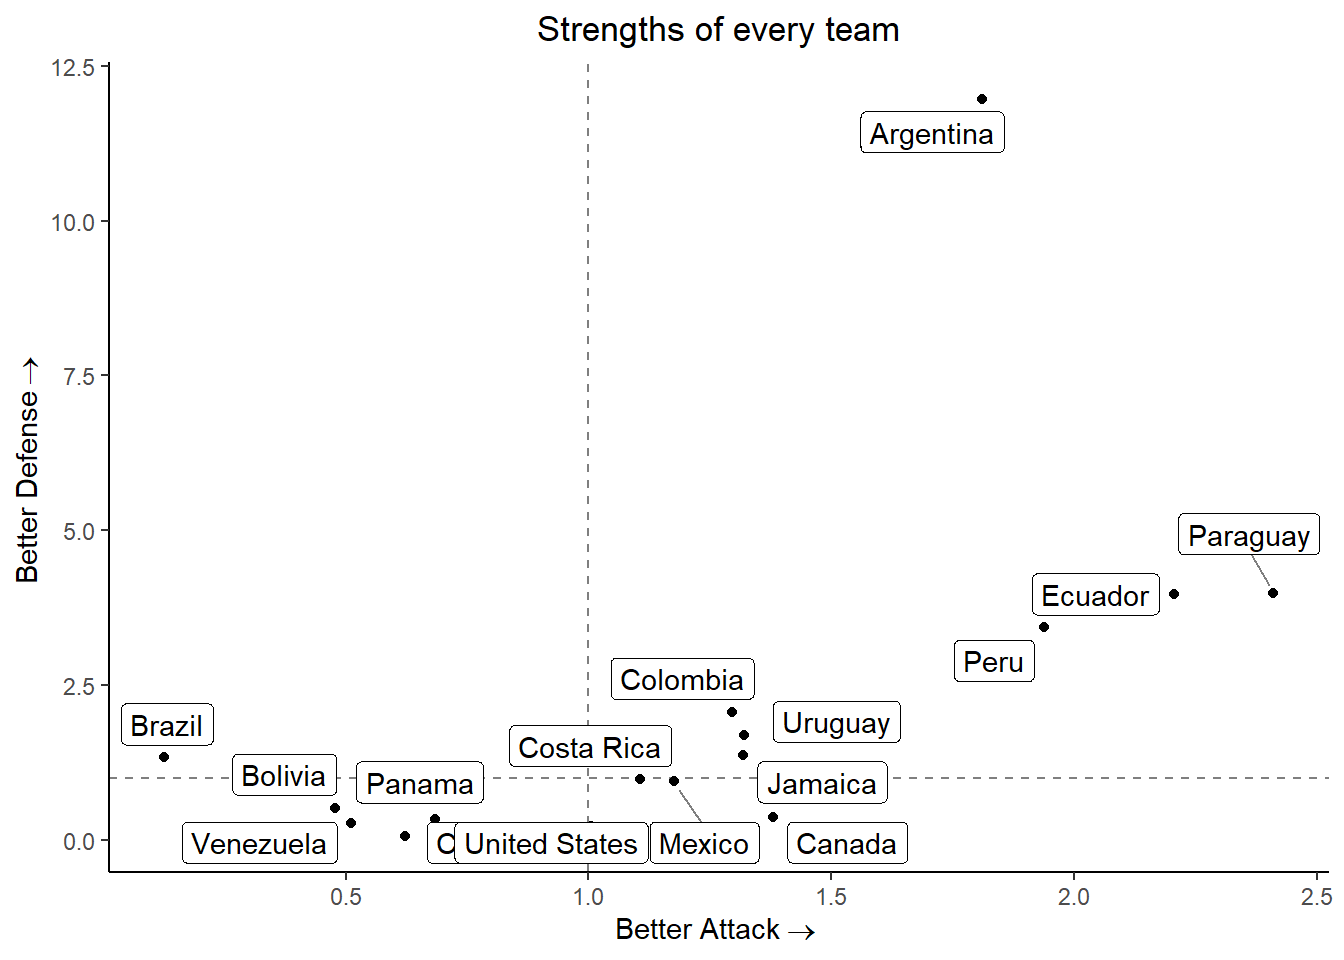 Strengths of every team
12.5
10.0
7.5
5.0
2.5
0.0
Better Defense →
Argentina
Paraguay
Ecuador
Peru
Colombia
Uruguay
Brazil
Costa Rica
Bolivia
Panama
Jamaica
Venezuela
United States
Mexico
Canada
0.5
1.0
1.5
2.0
2.5
Better Attack →